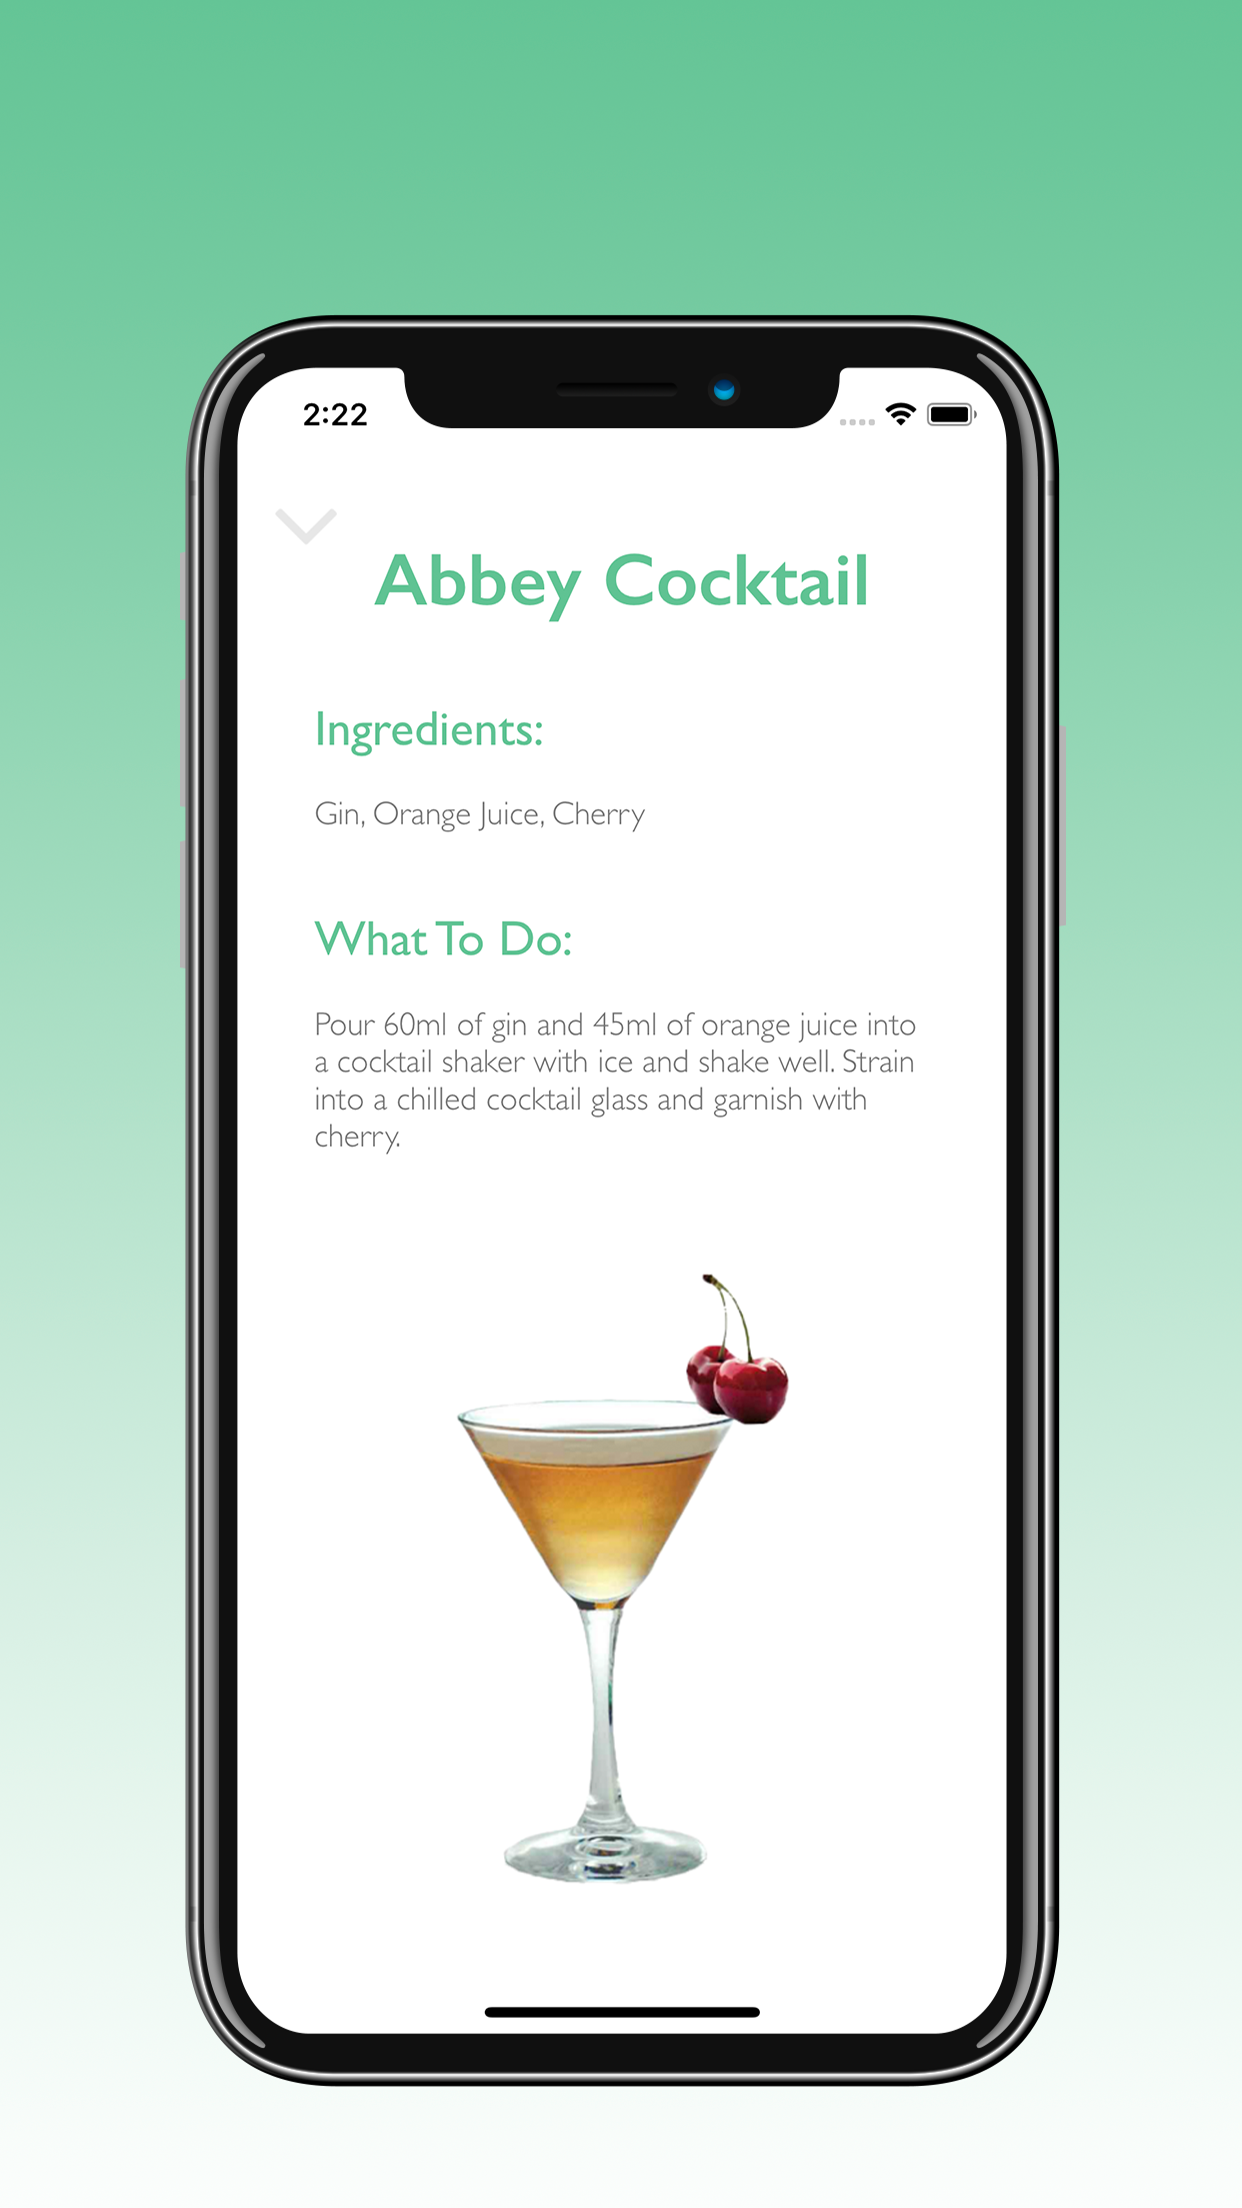 2:22
Abbey Cocktail
Ingredients:
Gin, Orange Juice, Cherry
What To Do:
Pour 60ml of gin and 45ml of orange juice into
a cocktail shaker with ice and shake well. Strain
into a chilled cocktail glass and garnish with
cherry.